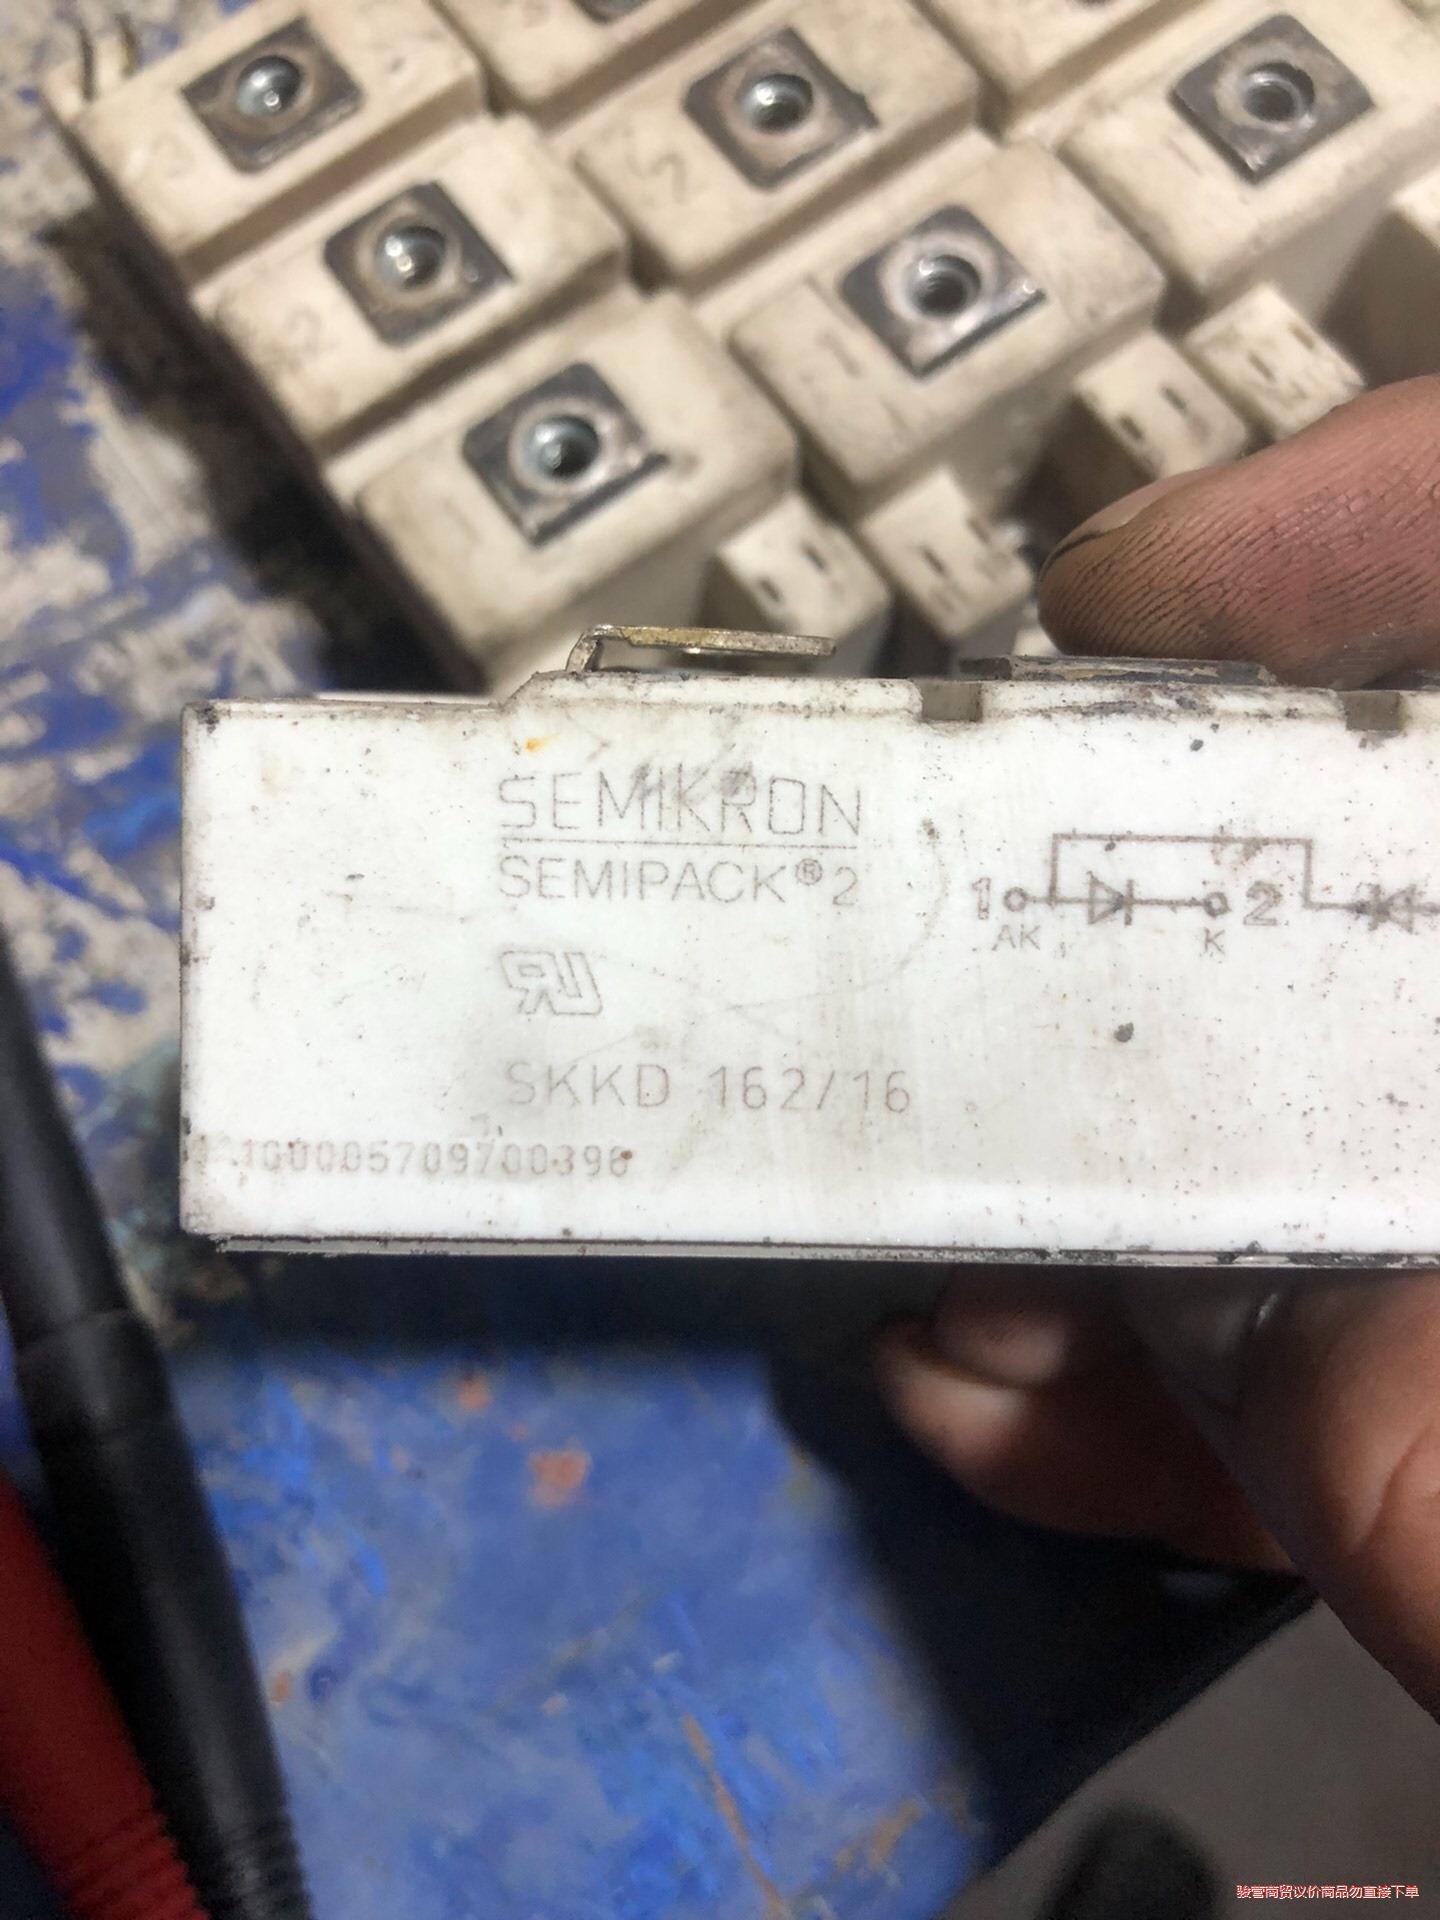 SEMIKRON
SEMIPACK®2
1 2
AK K
SKKD 162/16
100005709700396
骏营商贸议价商品勿直接下单